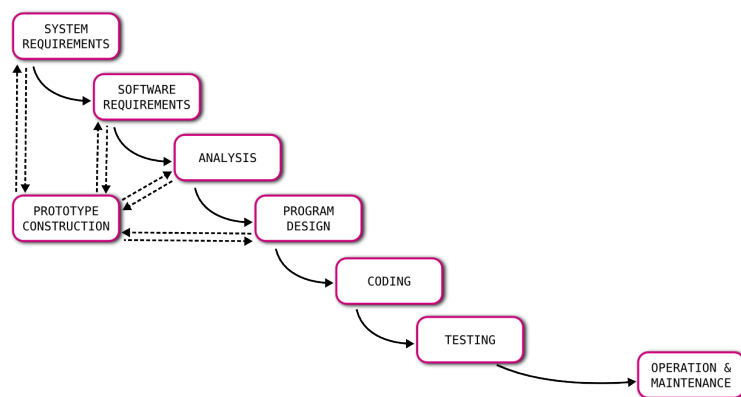 SYSTEM
REQUIREMENTS
SOFTWARE
REQUIREMENTS
ANALYSIS
PROTOTYPE
CONSTRUCTION
PROGRAM
DESIGN
CODING
TESTING
OPERATION &
MAINTENANCE